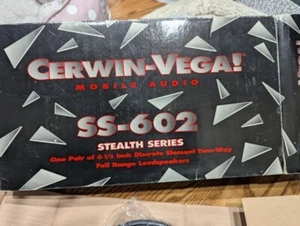 CERWIN-VEGA!
MOBILE AUDIO
SS-602
STEALTH SERIES
One Pair of 6 ½ inch Discrete Element Two-Way
Full Range Loudspeakers